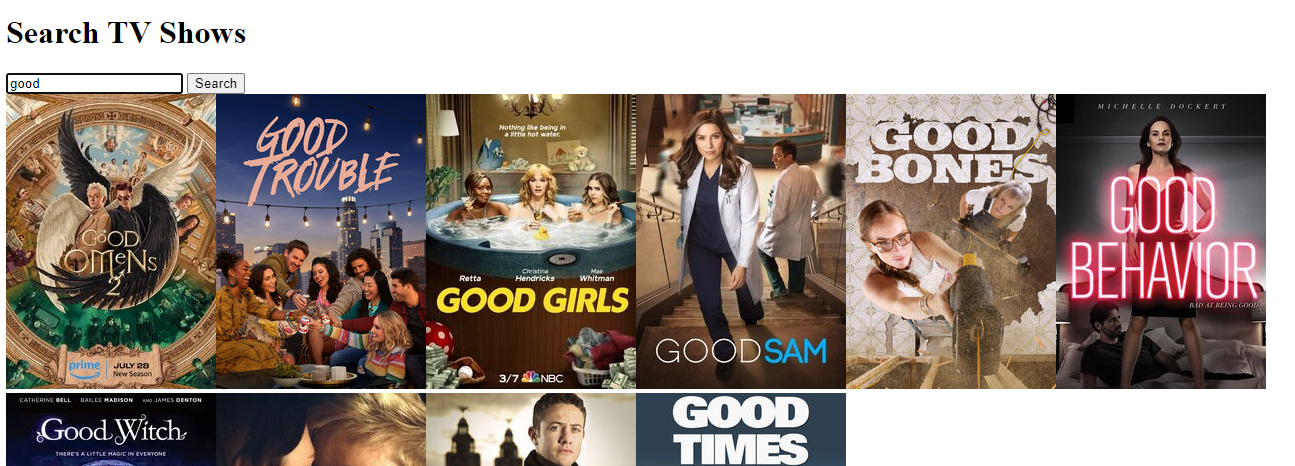 Search TV Shows
good
Search
GOOD
OMENS
2
prime
JULY 28
New Season
GOOD
TROUBLE
Nothing like being in
a little hot water.
Retta
Christina
Hendricks
Mae
Whitman
GOOD GIRLS
3/7 NBC
GOODSAM
GOOD
BONES
MICHELLE DOCKERY
GOOD
BEHAVIOR
BAD AT BEING GOOD
CATHERINE BELL BAILEE MADISON AND JAMES DENTON
Good Witch
THERE'S A LITTLE MAGIC IN EVERYONE
GOOD
TIMES